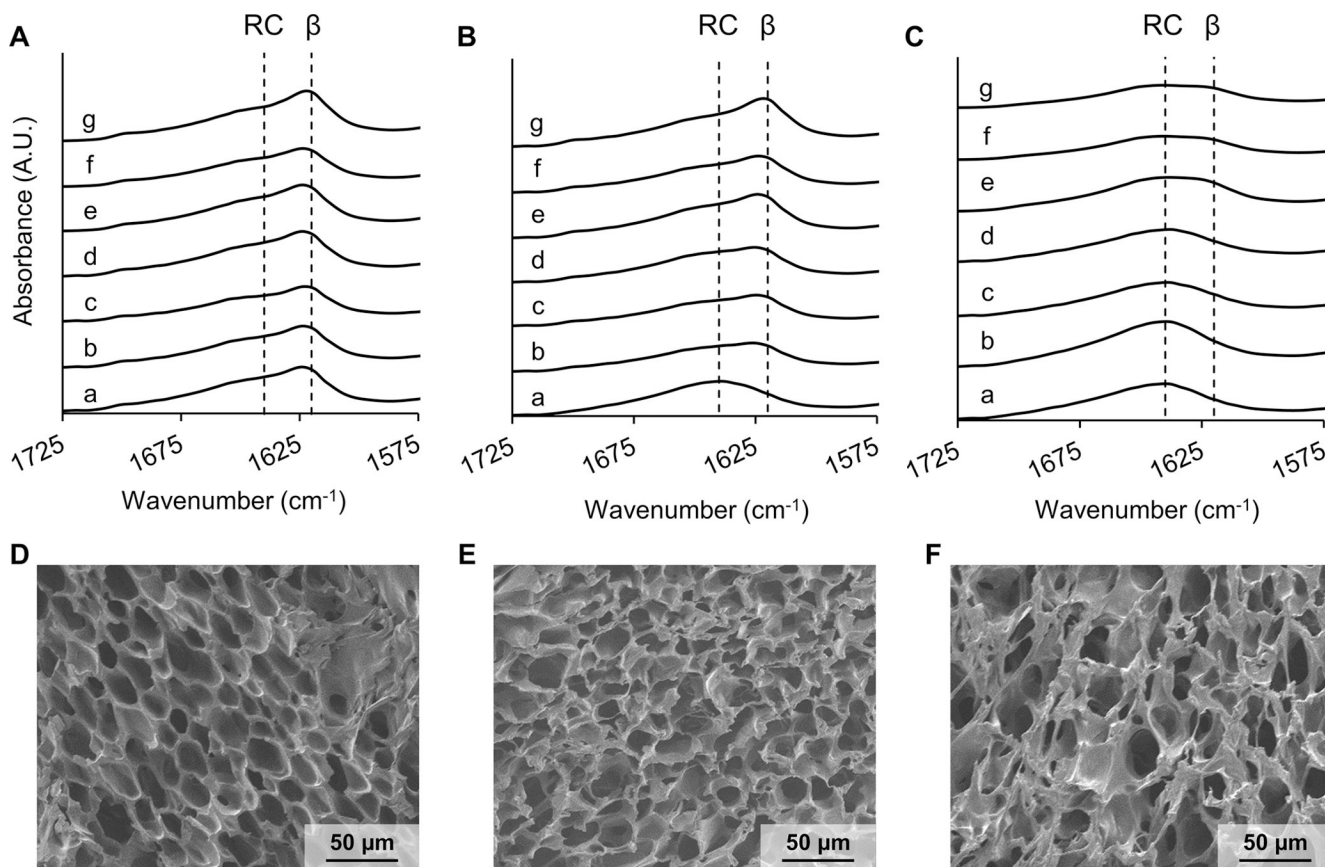 A
RC β
g
f
e
d
c
b
a
Absorbance (A.U.)
1725 1675 1625 1575
Wavenumber (cm⁻¹)
B
RC β
g
f
e
d
c
b
a
1725 1675 1625 1575
Wavenumber (cm⁻¹)
C
RC β
g
f
e
d
c
b
a
1725 1675 1625 1575
Wavenumber (cm⁻¹)
D
50 µm
E
50 µm
F
50 µm